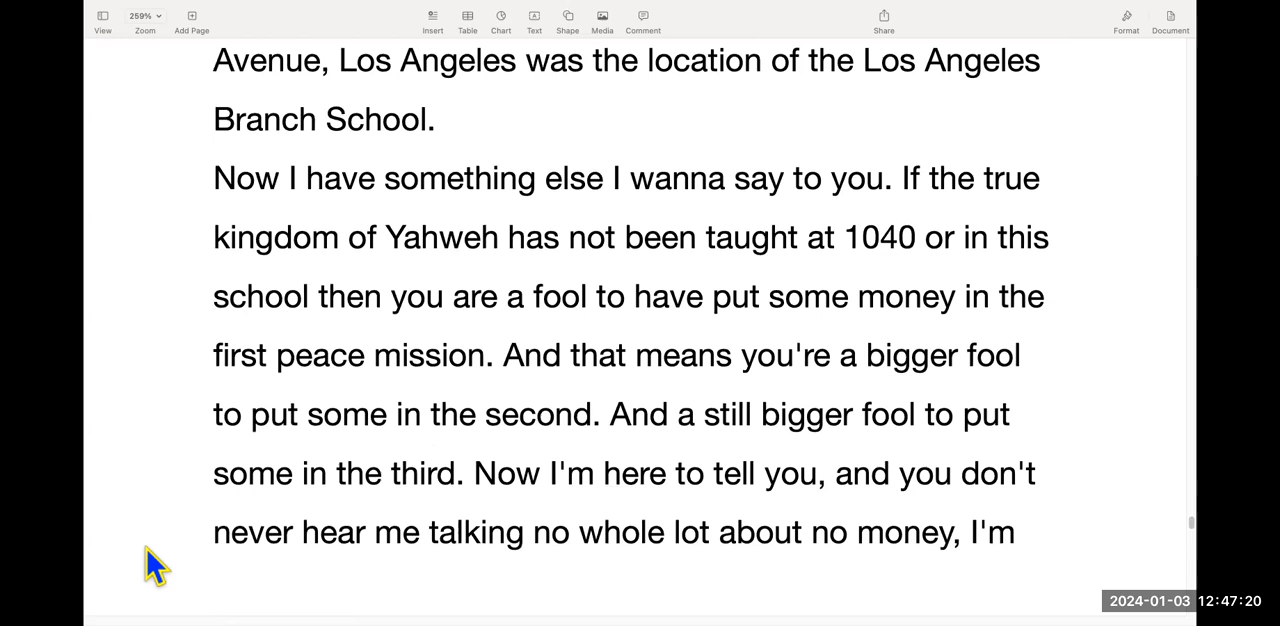 259%
View Zoom Add Page Insert Table Chart Text Shape Media Comment Share Format Document
Avenue, Los Angeles was the location of the Los Angeles
Branch School.
Now I have something else I wanna say to you. If the true
kingdom of Yahweh has not been taught at 1040 or in this
school then you are a fool to have put some money in the
first peace mission. And that means you're a bigger fool
to put some in the second. And a still bigger fool to put
some in the third. Now I'm here to tell you, and you don't
never hear me talking no whole lot about no money, I'm
2024-01-03 12:47:20